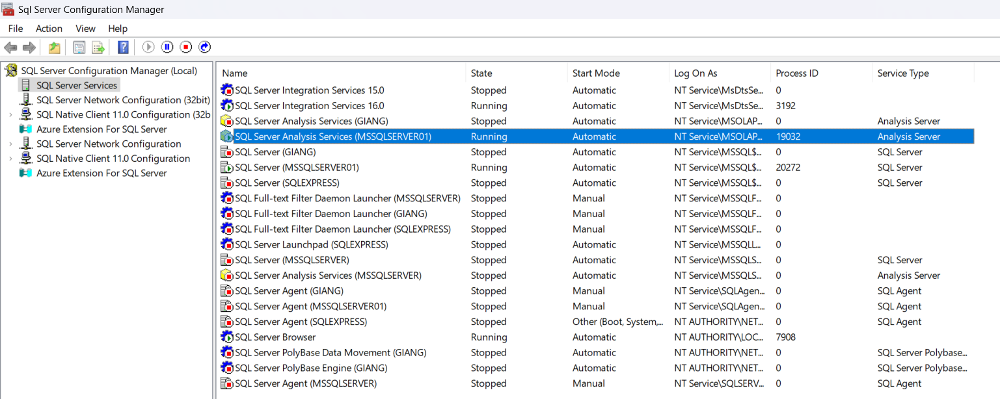 Sql Server Configuration Manager
File Action View Help
SQL Server Configuration Manager (Local)
SQL Server Services
SQL Server Network Configuration (32bit)
SQL Native Client 11.0 Configuration (32b
Azure Extension For SQL Server
SQL Server Network Configuration
SQL Native Client 11.0 Configuration
Azure Extension For SQL Server
Name State Start Mode Log On As Process ID Service Type
SQL Server Integration Services 15.0 Stopped Automatic NT Service\MsDtsSe... 0
SQL Server Integration Services 16.0 Running Automatic NT Service\MsDtsSe... 3192
SQL Server Analysis Services (GIANG) Stopped Automatic NT Service\MSOLAP... 0 Analysis Server
SQL Server Analysis Services (MSSQLSERVER01) Running Automatic NT Service\MSOLAP... 19032 Analysis Server
SQL Server (GIANG) Stopped Automatic NT Service\MSSQL$... 0 SQL Server
SQL Server (MSSQLSERVER01) Running Automatic NT Service\MSSQL$... 20272 SQL Server
SQL Server (SQLEXPRESS) Stopped Automatic NT Service\MSSQL$... 0 SQL Server
SQL Full-text Filter Daemon Launcher (MSSQLSERVER) Stopped Manual NT Service\MSSQLF... 0
SQL Full-text Filter Daemon Launcher (GIANG) Stopped Manual NT Service\MSSQLF... 0
SQL Full-text Filter Daemon Launcher (SQLEXPRESS) Stopped Manual NT Service\MSSQLF... 0
SQL Server Launchpad (SQLEXPRESS) Stopped Automatic NT Service\MSSQLL... 0
SQL Server (MSSQLSERVER) Stopped Automatic NT Service\MSSQLS... 0 SQL Server
SQL Server Analysis Services (MSSQLSERVER) Stopped Automatic NT Service\MSSQLS... 0 Analysis Server
SQL Server Agent (GIANG) Stopped Manual NT Service\SQLAgen... 0 SQL Agent
SQL Server Agent (MSSQLSERVER01) Stopped Manual NT Service\SQLAgen... 0 SQL Agent
SQL Server Agent (SQLEXPRESS) Stopped Other (Boot, System,... NT AUTHORITY\NET... 0 SQL Agent
SQL Server Browser Running Automatic NT AUTHORITY\LOC... 7908
SQL Server PolyBase Data Movement (GIANG) Stopped Automatic NT AUTHORITY\NET... 0 SQL Server Polybase...
SQL Server PolyBase Engine (GIANG) Stopped Automatic NT AUTHORITY\NET... 0 SQL Server Polybase...
SQL Server Agent (MSSQLSERVER) Stopped Manual NT Service\SQLSERV... 0 SQL Agent